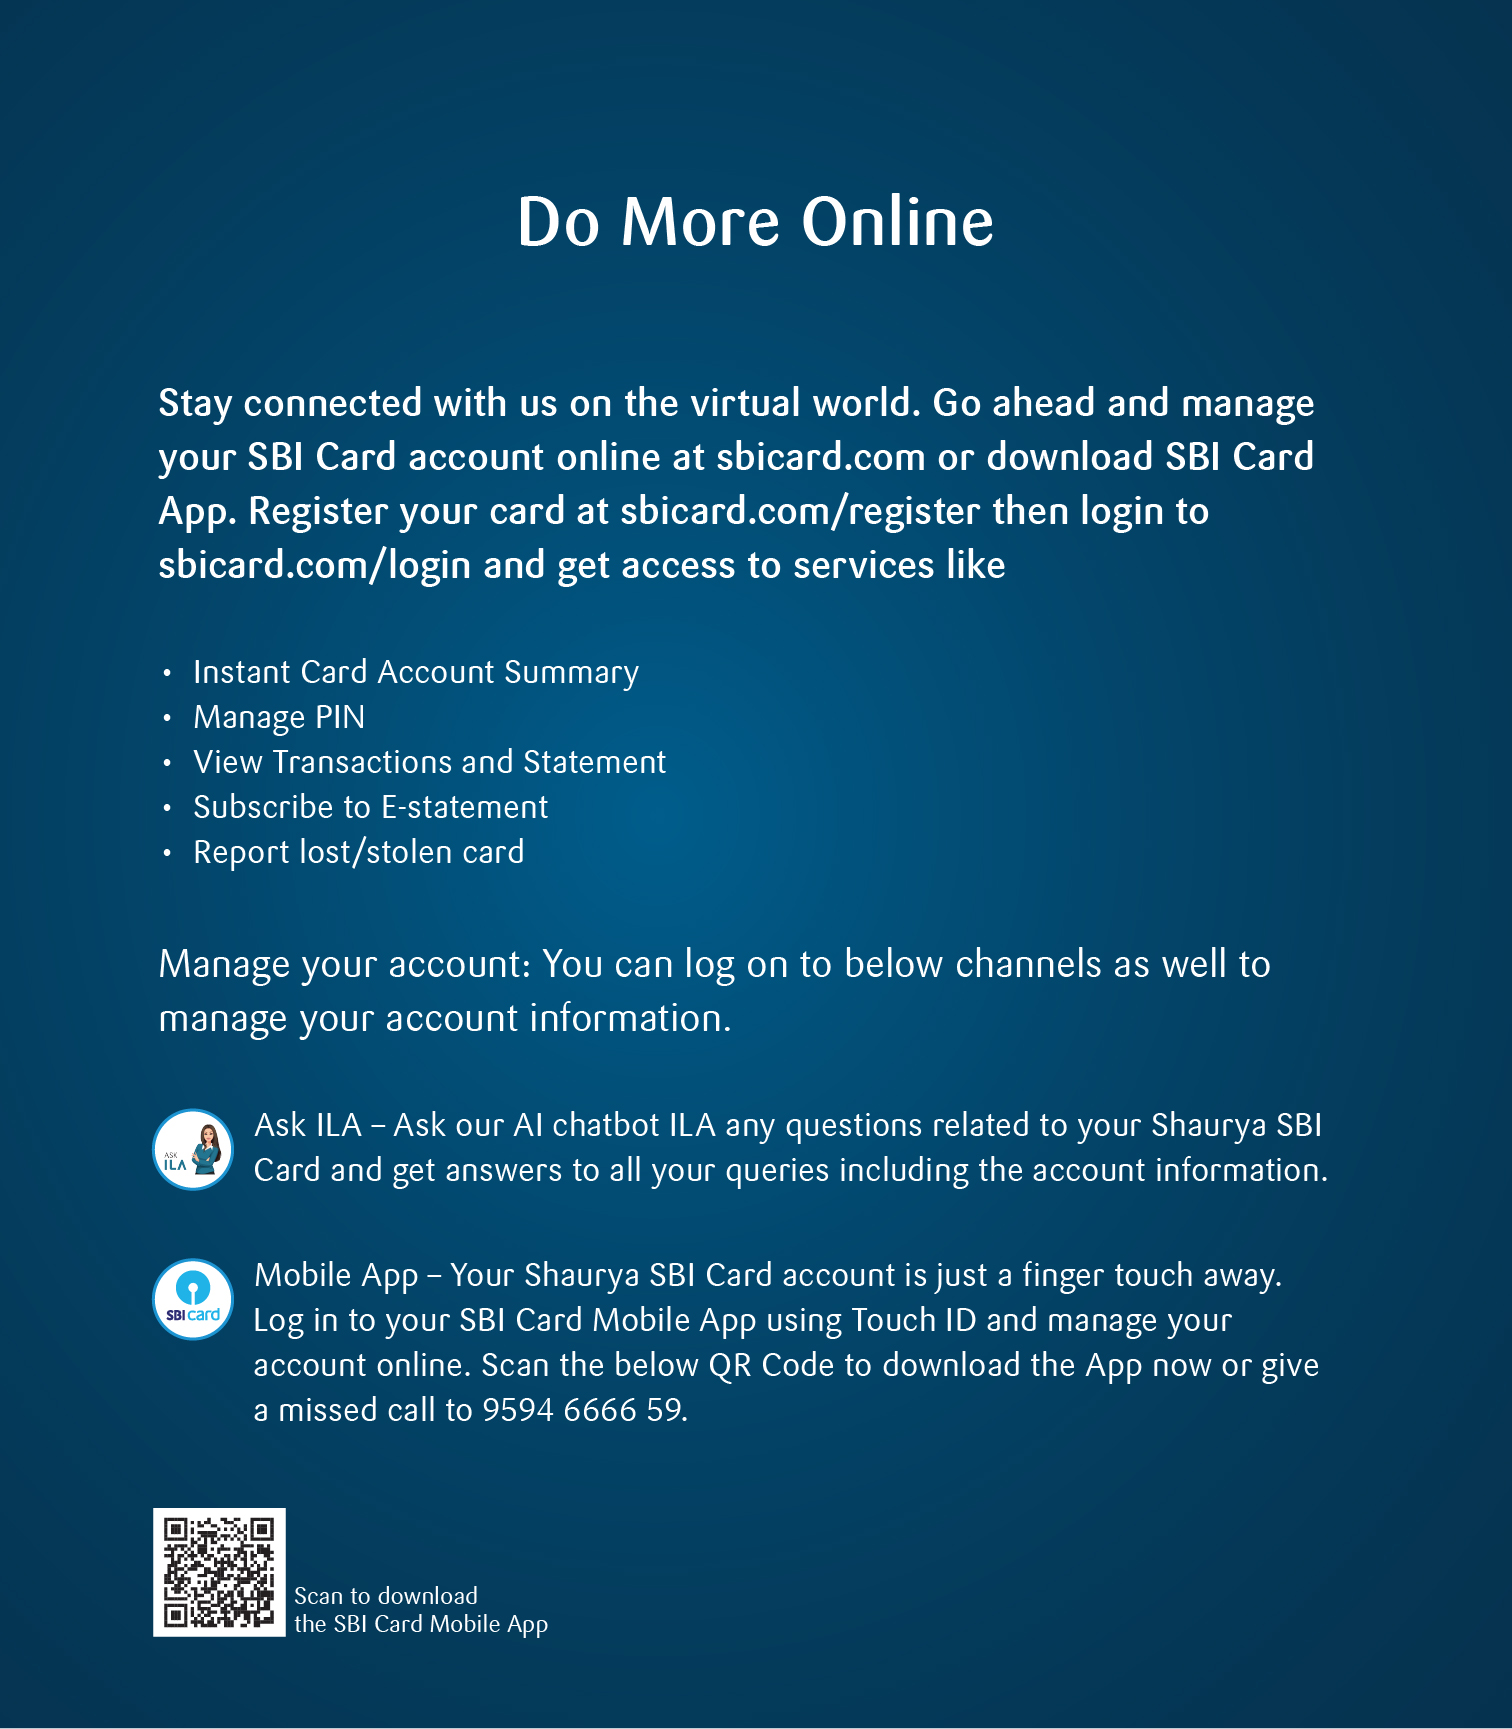 Do More Online
Stay connected with us on the virtual world. Go ahead and manage
your SBI Card account online at sbicard.com or download SBI Card
App. Register your card at sbicard.com/register then login to
sbicard.com/login and get access to services like
• Instant Card Account Summary
• Manage PIN
• View Transactions and Statement
• Subscribe to E-statement
• Report lost/stolen card
Manage your account: You can log on to below channels as well to
manage your account information.
ASK
ILA
Ask ILA – Ask our AI chatbot ILA any questions related to your Shaurya SBI
Card and get answers to all your queries including the account information.
SBI card
Mobile App – Your Shaurya SBI Card account is just a finger touch away.
Log in to your SBI Card Mobile App using Touch ID and manage your
account online. Scan the below QR Code to download the App now or give
a missed call to 9594 6666 59.
Scan to download
the SBI Card Mobile App